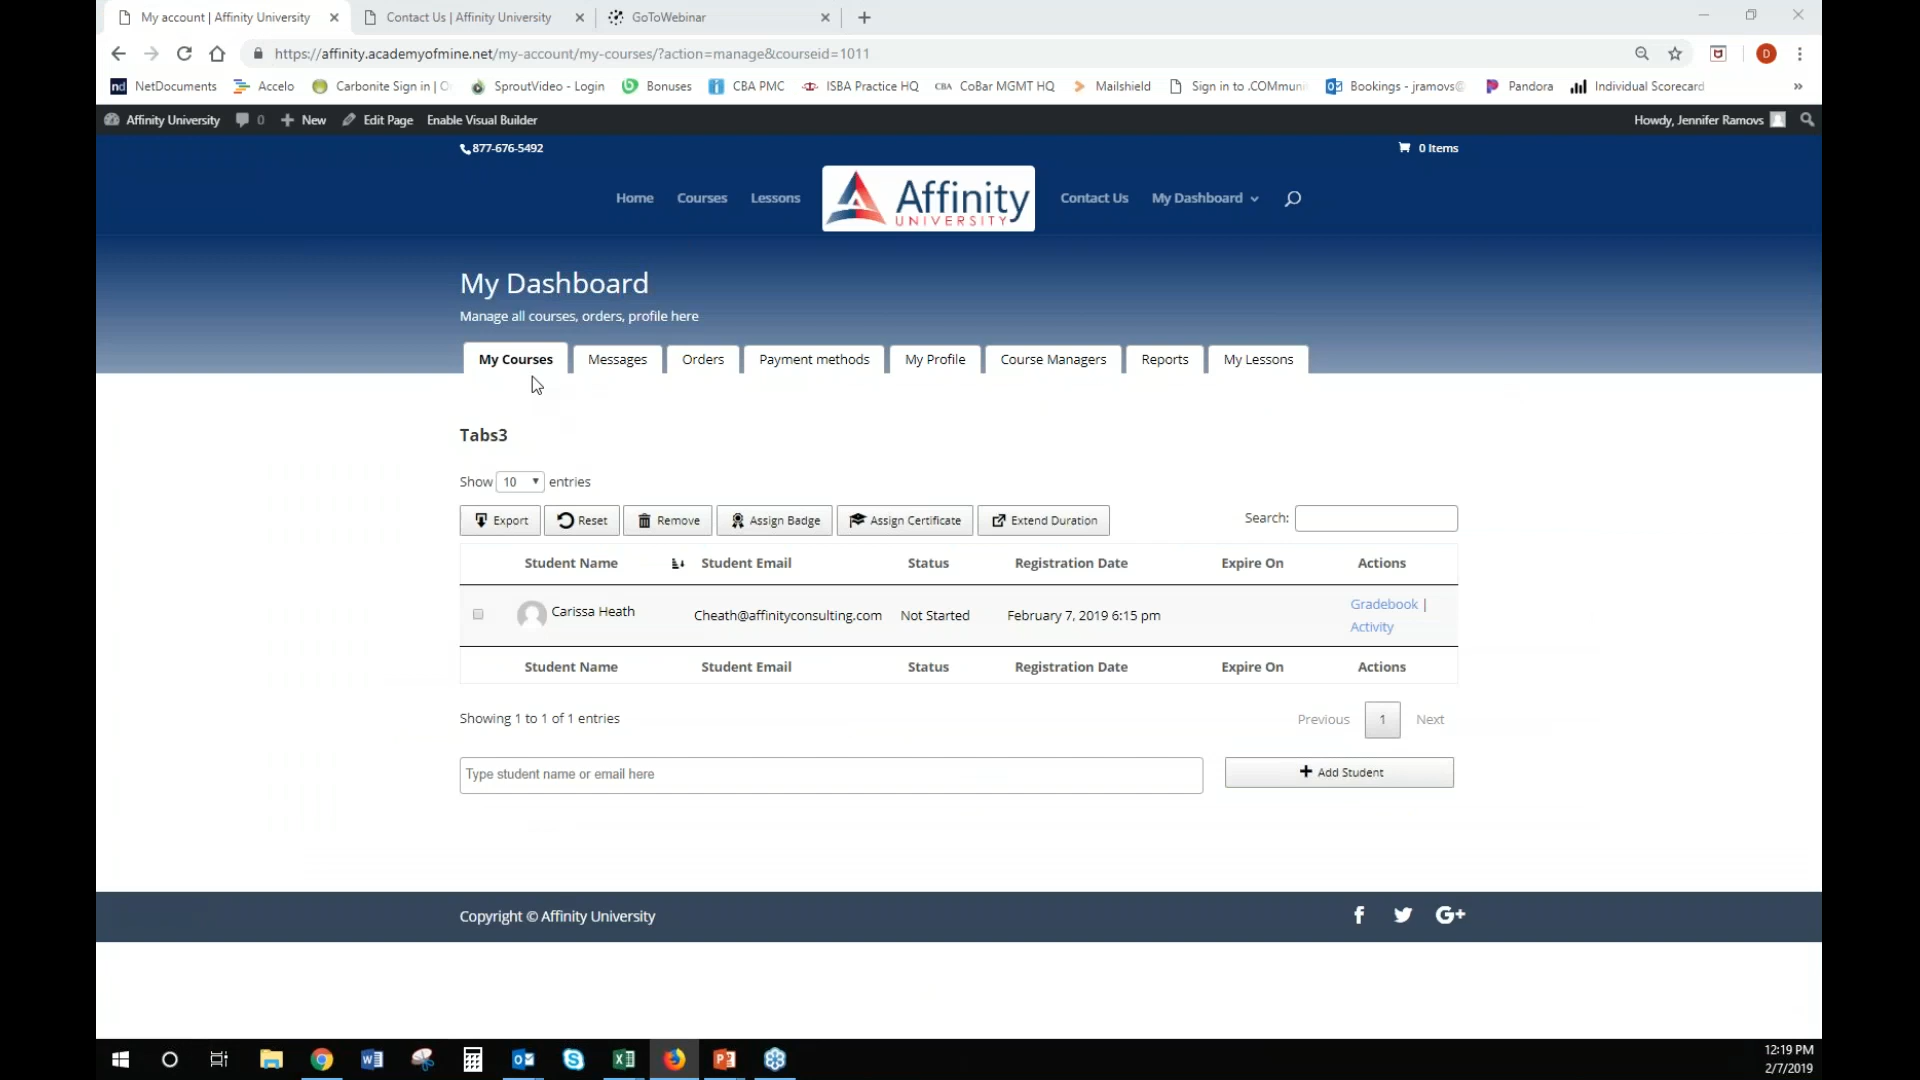 My account | Affinity University
Contact Us | Affinity University
GoToWebinar
https://affinity.academyofmine.net/my-account/my-courses/?action=manage&courseid=1011
D
nd NetDocuments
Accelo
Carbonite Sign in | O
SproutVideo - Login
Bonuses
CBA PMC
ISBA Practice HQ
CBA CoBar MGMT HQ
Mailshield
Sign in to .COMmuni
Bookings - jramovs@
Pandora
Individual Scorecard
»
Affinity University
0
New
Edit Page
Enable Visual Builder
Howdy, Jennifer Ramovs
877-676-5492
0 Items
Home
Courses
Lessons
Affinity
UNIVERSITY
Contact Us
My Dashboard
My Dashboard
Manage all courses, orders, profile here
My Courses
Messages
Orders
Payment methods
My Profile
Course Managers
Reports
My Lessons
Tabs3
Show 10 entries
Export
Reset
Remove
Assign Badge
Assign Certificate
Extend Duration
Search:
Student Name
Student Email
Status
Registration Date
Expire On
Actions
Carissa Heath
Cheath@affinityconsulting.com
Not Started
February 7, 2019 6:15 pm
Gradebook |
Activity
Student Name
Student Email
Status
Registration Date
Expire On
Actions
Showing 1 to 1 of 1 entries
Previous
1
Next
Type student name or email here
Add Student
Copyright © Affinity University
12:19 PM
2/7/2019